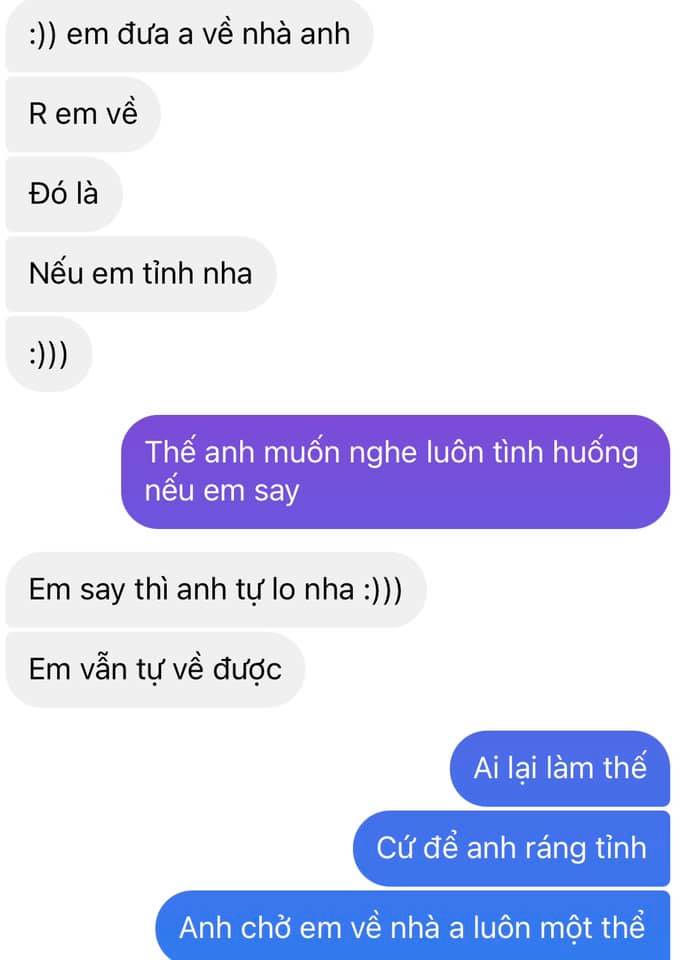 :)) em đưa a về nhà anh
R em về
Đó là
Nếu em tỉnh nha
:)))
Thế anh muốn nghe luôn tình huống
nếu em say
Em say thì anh tự lo nha :)))
Em vẫn tự về được
Ai lại làm thế
Cứ để anh ráng tỉnh
Anh chở em về nhà a luôn một thể